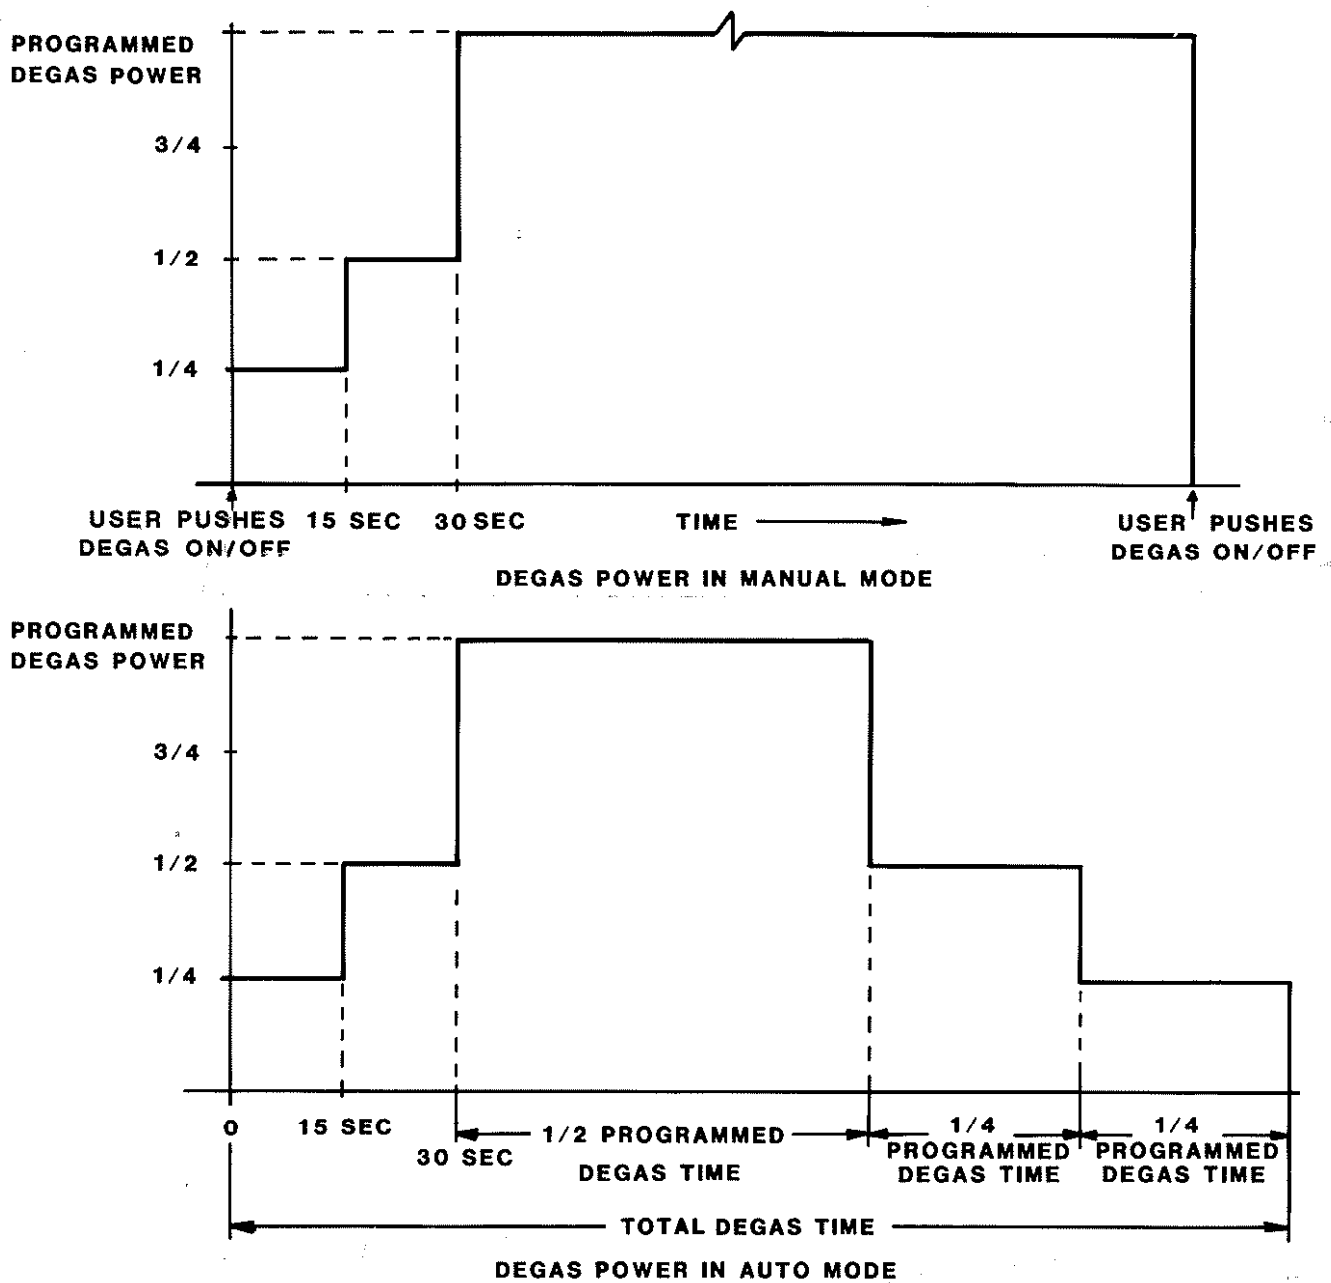 PROGRAMMED
DEGAS POWER
3/4
1/2
1/4
USER PUSHES
DEGAS ON/OFF
15 SEC
30 SEC
TIME
USER PUSHES
DEGAS ON/OFF
DEGAS POWER IN MANUAL MODE
PROGRAMMED
DEGAS POWER
3/4
1/2
1/4
0
15 SEC
30 SEC
1/2 PROGRAMMED
DEGAS TIME
1/4
PROGRAMMED
DEGAS TIME
1/4
PROGRAMMED
DEGAS TIME
TOTAL DEGAS TIME
DEGAS POWER IN AUTO MODE